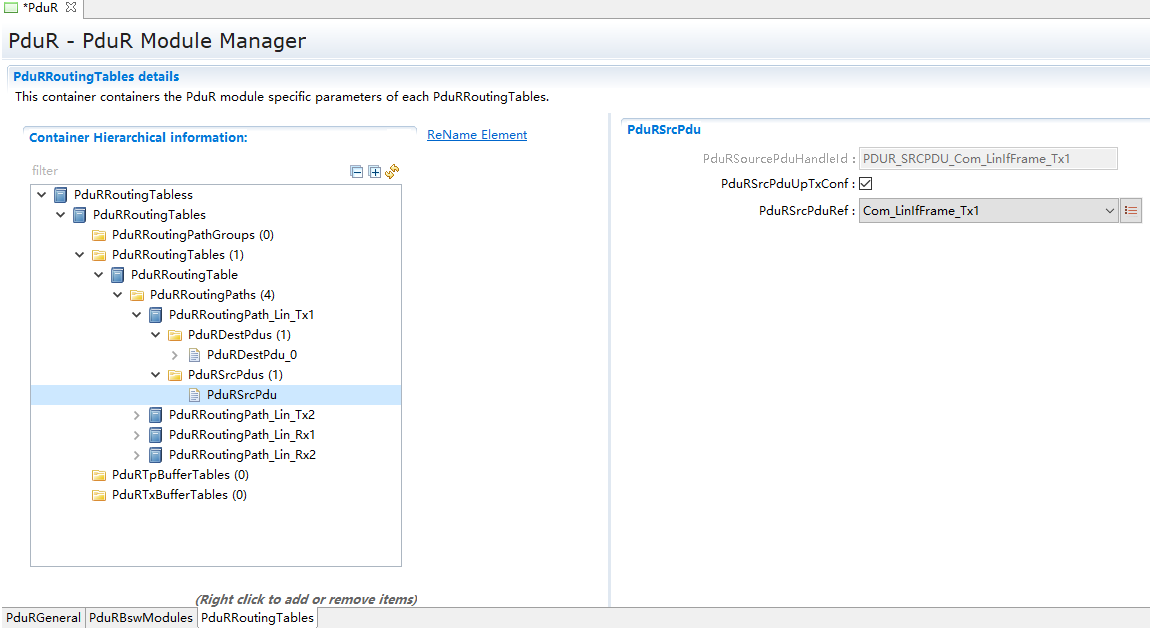 *PduR
PduR - PduR Module Manager
PduRRoutingTables details
This container containers the PduR module specific parameters of each PduRRoutingTables.
Container Hierarchical information:
ReName Element
filter
PduRRoutingTabless
PduRRoutingTables
PduRRoutingPathGroups (0)
PduRRoutingTables (1)
PduRRoutingTable
PduRRoutingPaths (4)
PduRRoutingPath_Lin_Tx1
PduRDestPdus (1)
PduRDestPdu_0
PduRSrcPdus (1)
PduRSrcPdu
PduRRoutingPath_Lin_Tx2
PduRRoutingPath_Lin_Rx1
PduRRoutingPath_Lin_Rx2
PduRTpBufferTables (0)
PduRTxBufferTables (0)
(Right click to add or remove items)
PduRSrcPdu
PduRSourcePduHandleId : PDUR_SRCPDU_Com_LinIfFrame_Tx1
PduRSrcPduUpTxConf :
PduRSrcPduRef : Com_LinIfFrame_Tx1
PduRGeneral PduRBswModules PduRRoutingTables